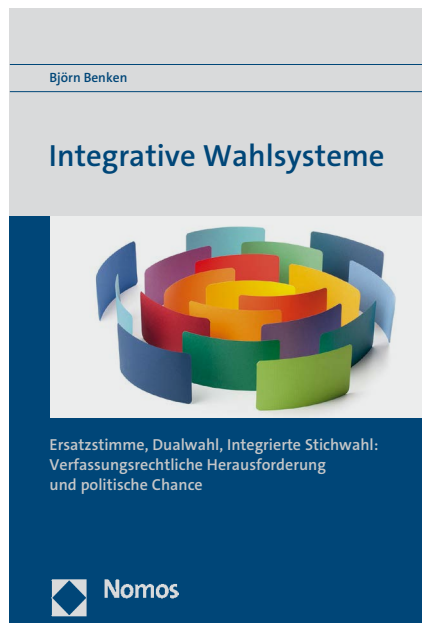 Björn Benken
Integrative Wahlsysteme
Ersatzstimme, Dualwahl, Integrierte Stichwahl:
Verfassungsrechtliche Herausforderung
und politische Chance
Nomos